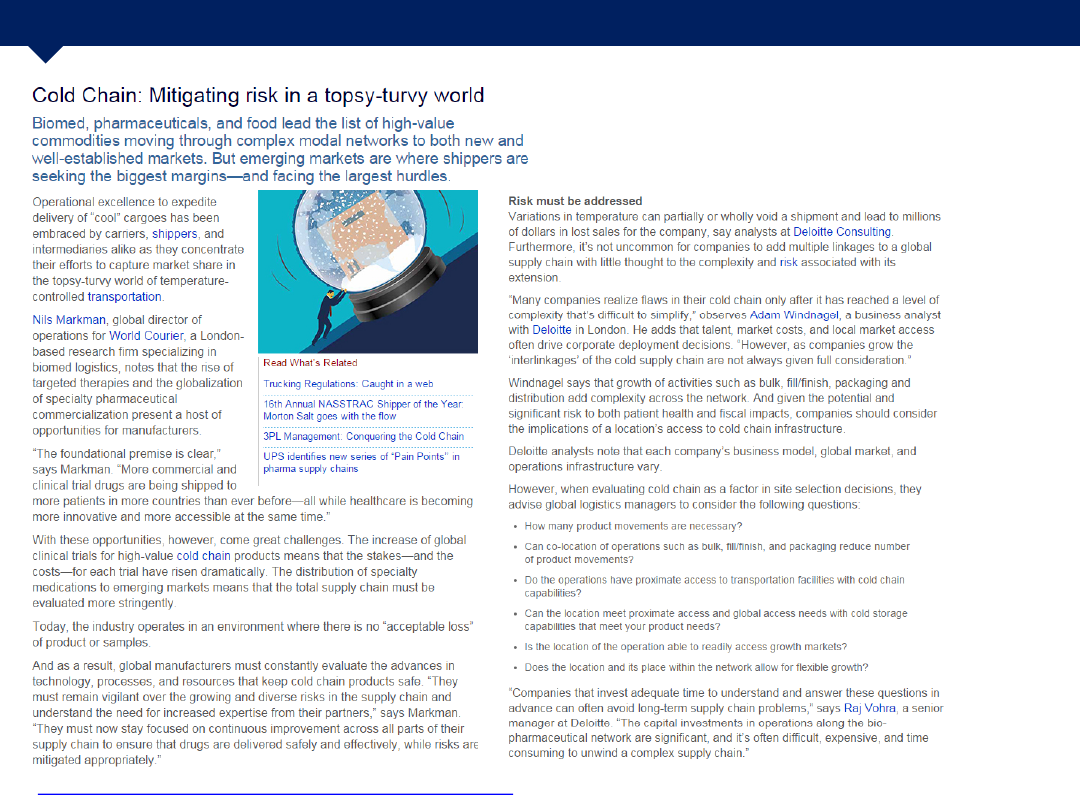 Cold Chain: Mitigating risk in a topsy-turvy world
Biomed, pharmaceuticals, and food lead the list of high-value
commodities moving through complex modal networks to both new and
well-established markets. But emerging markets are where shippers are
seeking the biggest margins—and facing the largest hurdles.
Operational excellence to expedite
delivery of “cool” cargoes has been
embraced by carriers, shippers, and
intermediaries alike as they concentrate
their efforts to capture market share in
the topsy-turvy world of temperature-
controlled transportation.
Nils Markman, global director of
operations for World Courier, a London-
based research firm specializing in
biomed logistics, notes that the rise of
targeted therapies and the globalization
of specialty pharmaceutical
commercialization present a host of
opportunities for manufacturers.
“The foundational premise is clear,”
says Markman. “More commercial and
clinical trial drugs are being shipped to
more patients in more countries than ever before—all while healthcare is becoming
more innovative and more accessible at the same time.”
With these opportunities, however, come great challenges. The increase of global
clinical trials for high-value cold chain products means that the stakes—and the
costs—for each trial have risen dramatically. The distribution of specialty
medications to emerging markets means that the total supply chain must be
evaluated more stringently.
Today, the industry operates in an environment where there is no “acceptable loss”
of product or samples.
And as a result, global manufacturers must constantly evaluate the advances in
technology, processes, and resources that keep cold chain products safe. “They
must remain vigilant over the growing and diverse risks in the supply chain and
understand the need for increased expertise from their partners,” says Markman.
“They must now stay focused on continuous improvement across all parts of their
supply chain to ensure that drugs are delivered safely and effectively, while risks are
mitigated appropriately.”
Read What's Related
Trucking Regulations: Caught in a web
16th Annual NASSTRAC Shipper of the Year:
Morton Salt goes with the flow
3PL Management: Conquering the Cold Chain
UPS identifies new series of “Pain Points” in
pharma supply chains
Risk must be addressed
Variations in temperature can partially or wholly void a shipment and lead to millions
of dollars in lost sales for the company, say analysts at Deloitte Consulting.
Furthermore, it's not uncommon for companies to add multiple linkages to a global
supply chain with little thought to the complexity and risk associated with its
extension.
“Many companies realize flaws in their cold chain only after it has reached a level of
complexity that's difficult to simplify,” observes Adam Windnagel, a business analyst
with Deloitte in London. He adds that talent, market costs, and local market access
often drive corporate deployment decisions. “However, as companies grow the
‘interlinkages’ of the cold supply chain are not always given full consideration.”
Windnagel says that growth of activities such as bulk, fill/finish, packaging and
distribution add complexity across the network. And given the potential and
significant risk to both patient health and fiscal impacts, companies should consider
the implications of a location's access to cold chain infrastructure.
Deloitte analysts note that each company's business model, global market, and
operations infrastructure vary.
However, when evaluating cold chain as a factor in site selection decisions, they
advise global logistics managers to consider the following questions:
• How many product movements are necessary?
• Can co-location of operations such as bulk, fill/finish, and packaging reduce number
of product movements?
• Do the operations have proximate access to transportation facilities with cold chain
capabilities?
• Can the location meet proximate access and global access needs with cold storage
capabilities that meet your product needs?
• Is the location of the operation able to readily access growth markets?
• Does the location and its place within the network allow for flexible growth?
“Companies that invest adequate time to understand and answer these questions in
advance can often avoid long-term supply chain problems,” says Raj Vohra, a senior
manager at Deloitte. “The capital investments in operations along the bio-
pharmaceutical network are significant, and it's often difficult, expensive, and time
consuming to unwind a complex supply chain.”